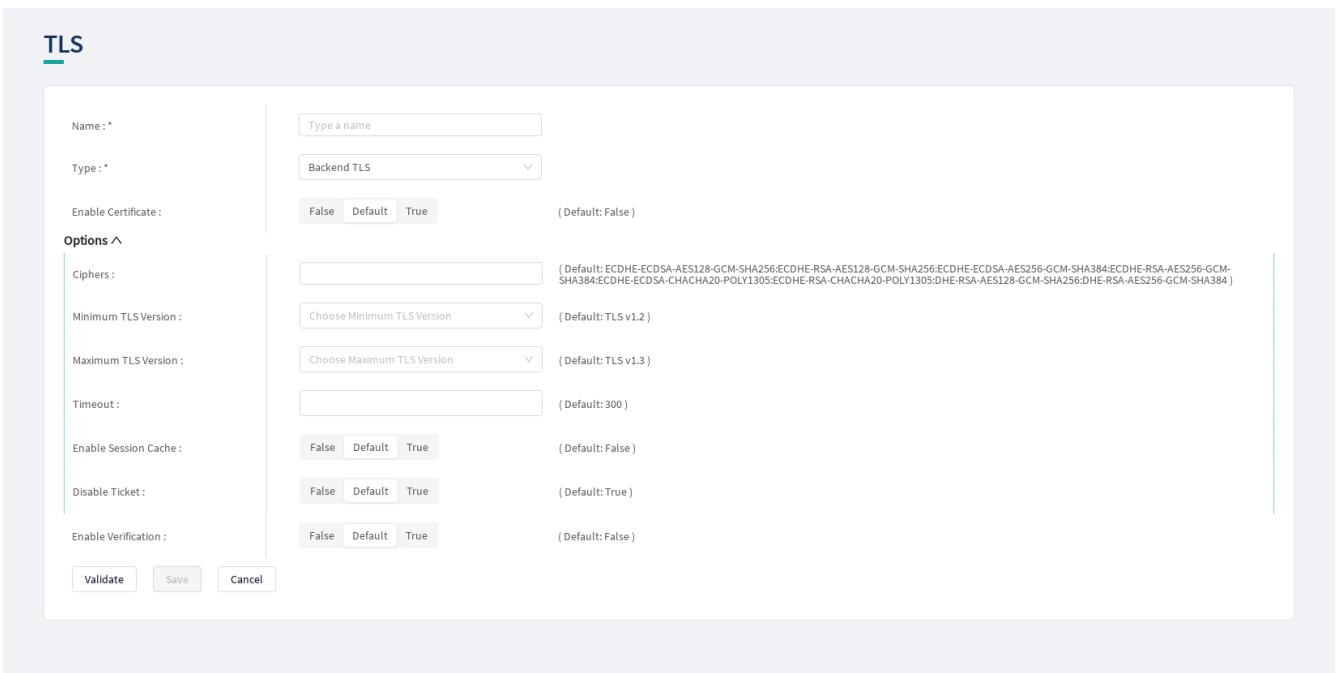 TLS
Name : *
Type a name
Type : *
Backend TLS
Enable Certificate :
False Default True
( Default: False )
Options
Ciphers :
( Default: ECDHE-ECDSA-AES128-GCM-SHA256:ECDHE-RSA-AES128-GCM-SHA256:ECDHE-ECDSA-AES256-GCM-SHA384:ECDHE-RSA-AES256-GCM-
SHA384:ECDHE-ECDSA-CHACHA20-POLY1305:ECDHE-RSA-CHACHA20-POLY1305:DHE-RSA-AES128-GCM-SHA256:DHE-RSA-AES256-GCM-SHA384 )
Minimum TLS Version :
Choose Minimum TLS Version
( Default: TLS v1.2 )
Maximum TLS Version :
Choose Maximum TLS Version
( Default: TLS v1.3 )
Timeout :
( Default: 300 )
Enable Session Cache :
False Default True
( Default: False )
Disable Ticket :
False Default True
( Default: True )
Enable Verification :
False Default True
( Default: False )
Validate Save Cancel